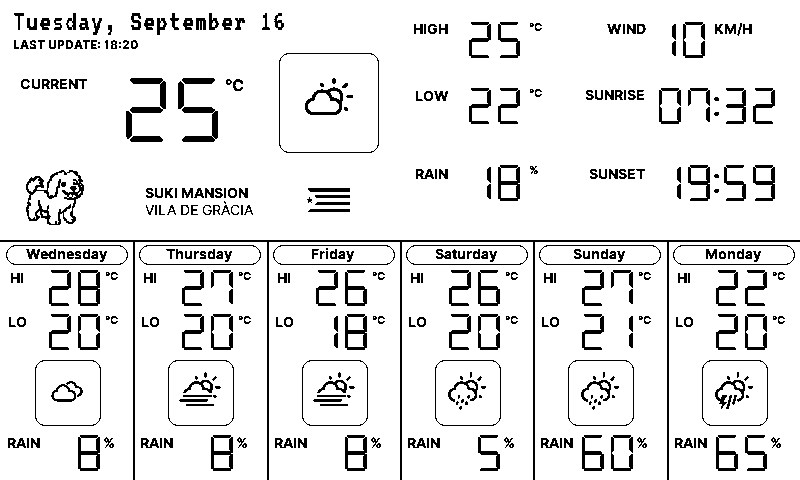 Tuesday, September 16
LAST UPDATE: 18:20
CURRENT 25 °C
HIGH 25 °C
WIND 10 KM/H
LOW 22 °C
SUNRISE 07:32
RAIN 18 %
SUNSET 19:59
SUKI MANSION
VILA DE GRÀCIA
Wednesday
HI 28 °C
LO 20 °C
RAIN 8 %
Thursday
HI 27 °C
LO 20 °C
RAIN 8 %
Friday
HI 26 °C
LO 18 °C
RAIN 8 %
Saturday
HI 26 °C
LO 20 °C
RAIN 5 %
Sunday
HI 27 °C
LO 21 °C
RAIN 60 %
Monday
HI 22 °C
LO 20 °C
RAIN 65 %